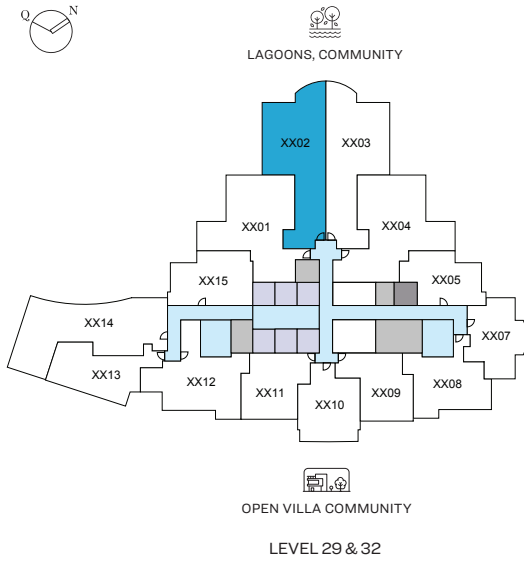 Q N
LAGOONS, COMMUNITY
XX02 XX03
XX01 XX04
XX15 XX05
XX14 XX07
XX13 XX12 XX11 XX10 XX09 XX08
OPEN VILLA COMMUNITY
LEVEL 29 & 32